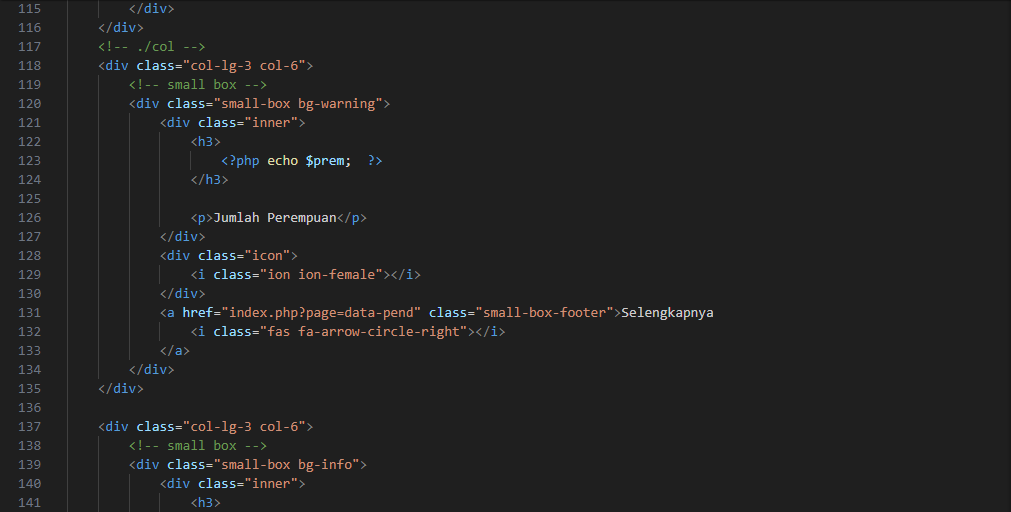 115 </div>
116 </div>
117 <!-- ./col -->
118 <div class="col-lg-3 col-6">
119 <!-- small box -->
120 <div class="small-box bg-warning">
121 <div class="inner">
122 <h3>
123 <?php echo $prem;  ?>
124 </h3>
125
126 <p>Jumlah Perempuan</p>
127 </div>
128 <div class="icon">
129 <i class="ion ion-female"></i>
130 </div>
131 <a href="index.php?page=data-pend" class="small-box-footer">Selengkapnya
132 <i class="fas fa-arrow-circle-right"></i>
133 </a>
134 </div>
135 </div>
136
137 <div class="col-lg-3 col-6">
138 <!-- small box -->
139 <div class="small-box bg-info">
140 <div class="inner">
141 <h3>